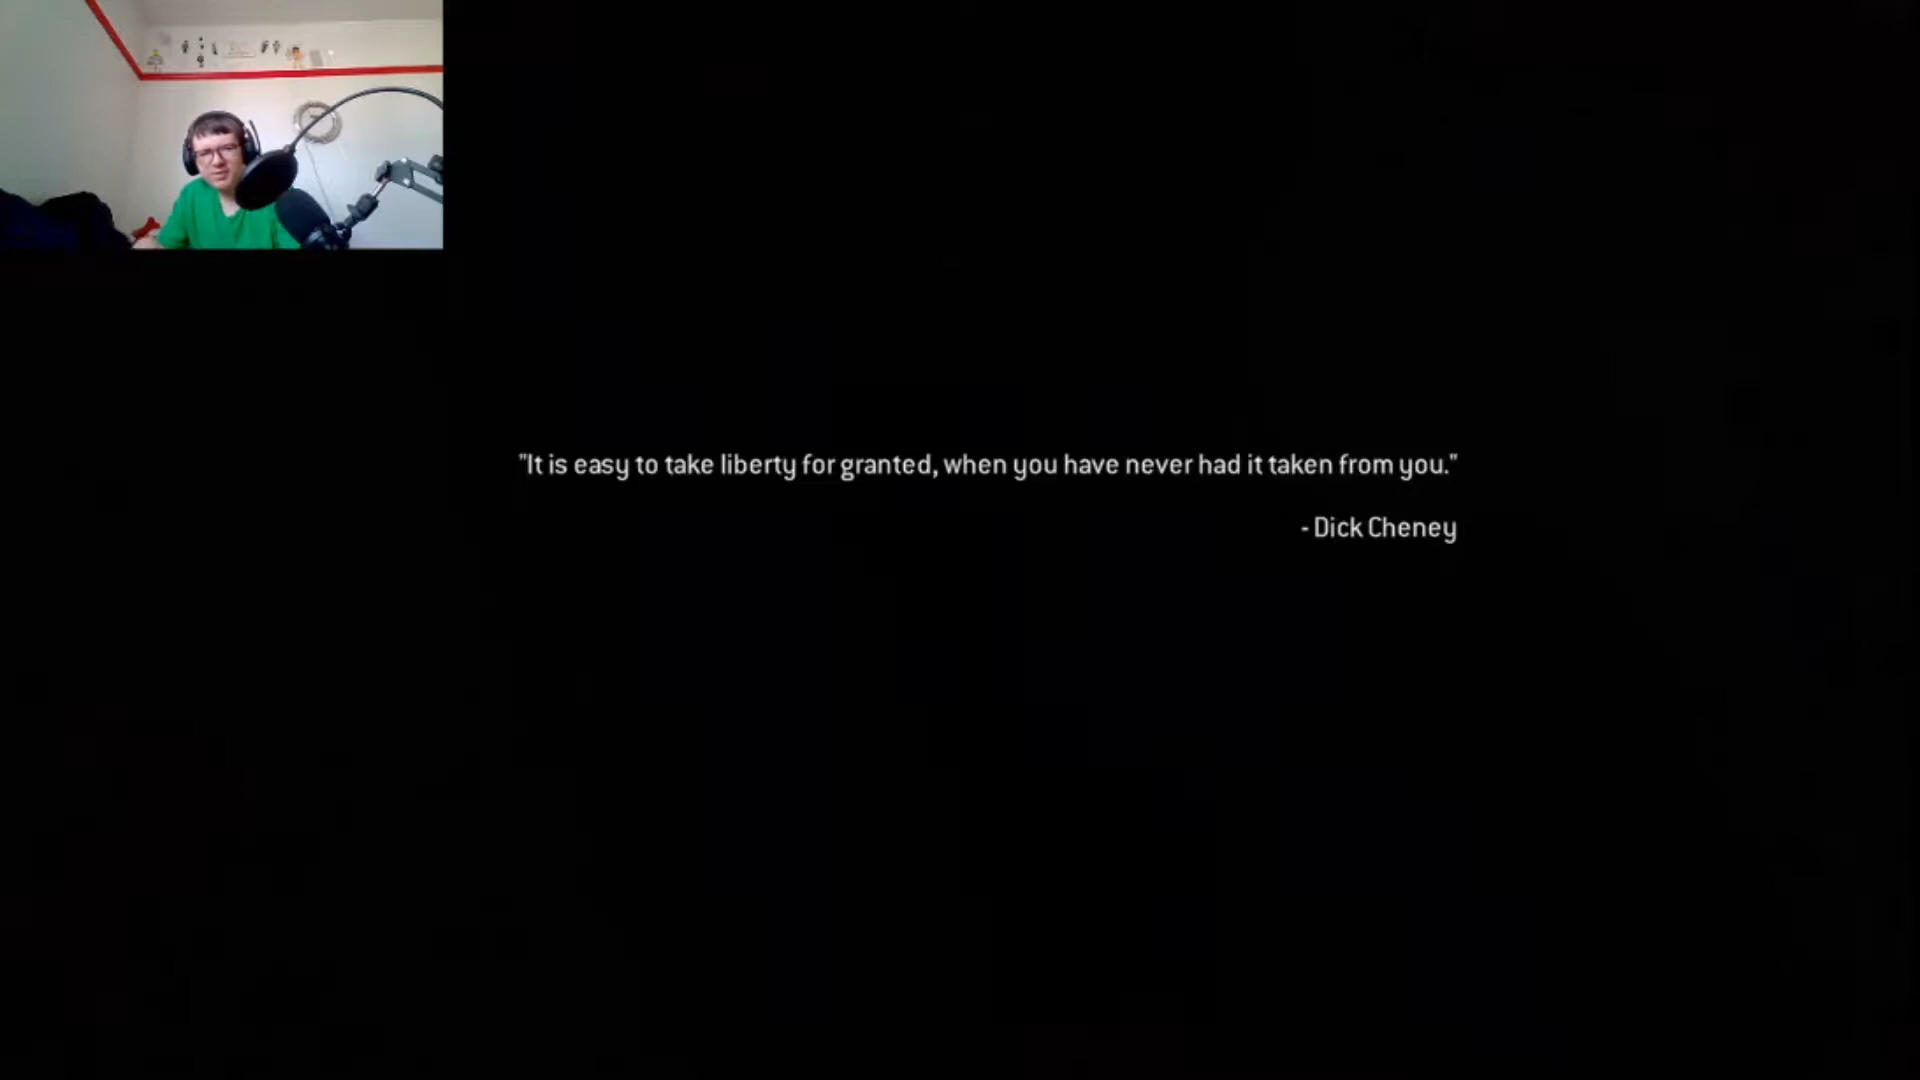 "It is easy to take liberty for granted, when you have never had it taken from you."
- Dick Cheney